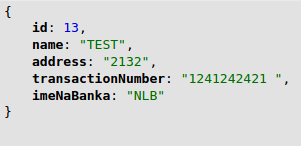 {
id: 13,
name: "TEST",
address: "2132",
transactionNumber: "1241242421 ",
imeNaBanka: "NLB"
}